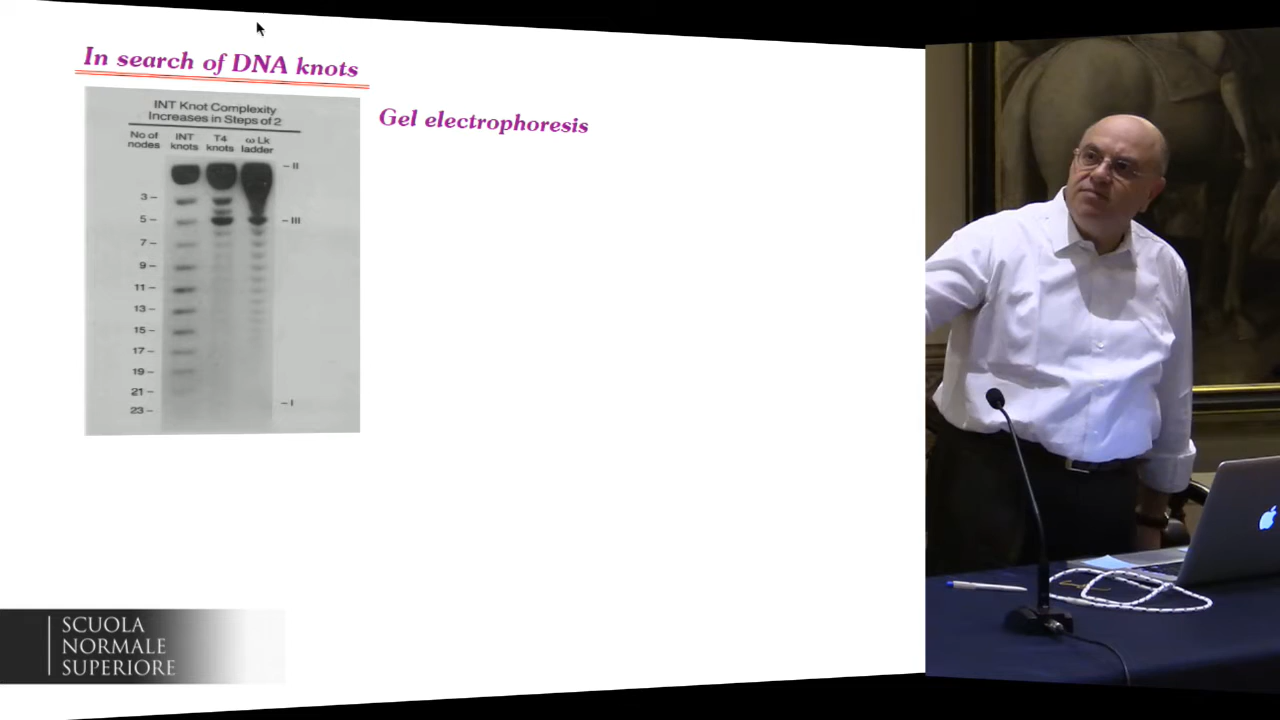 In search of DNA knots
Gel electrophoresis
INT Knot Complexity
Increases in Steps of 2
No of nodes
INT knots
T4 knots
ω Lk ladder
– II
3 –
5 –
– III
7 –
9 –
11 –
13 –
15 –
17 –
19 –
21 –
– I
23 –
SCUOLA
NORMALE
SUPERIORE